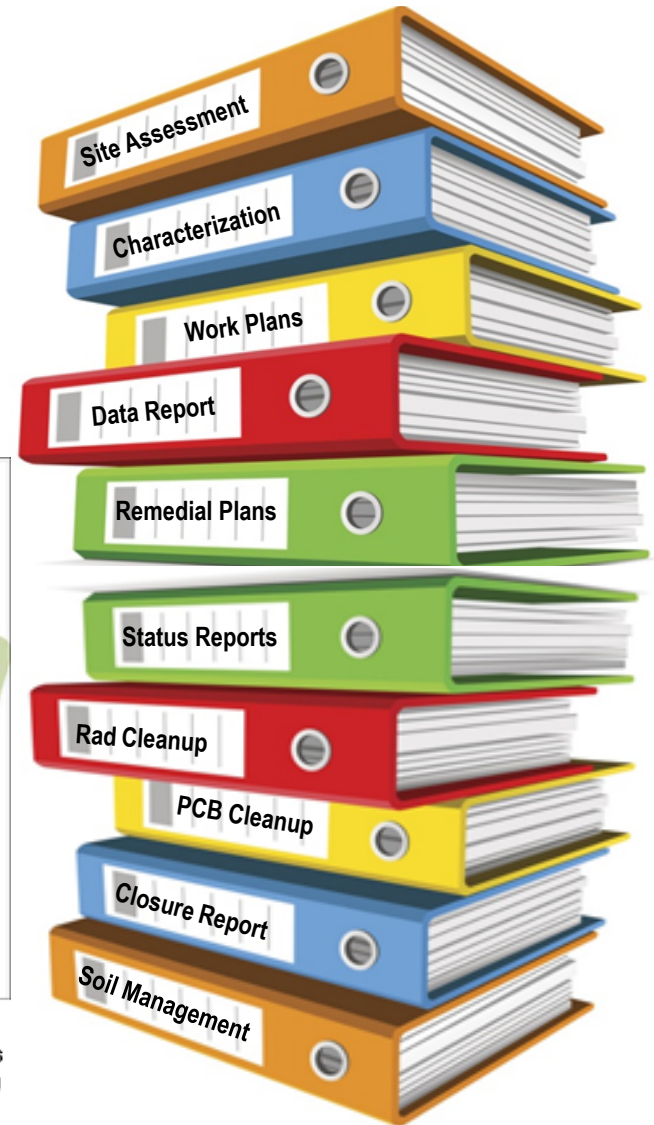 Site Assessment
Characterization
Work Plans
Data Report
Remedial Plans
Status Reports
Rad Cleanup
PCB Cleanup
Closure Report
Soil Management